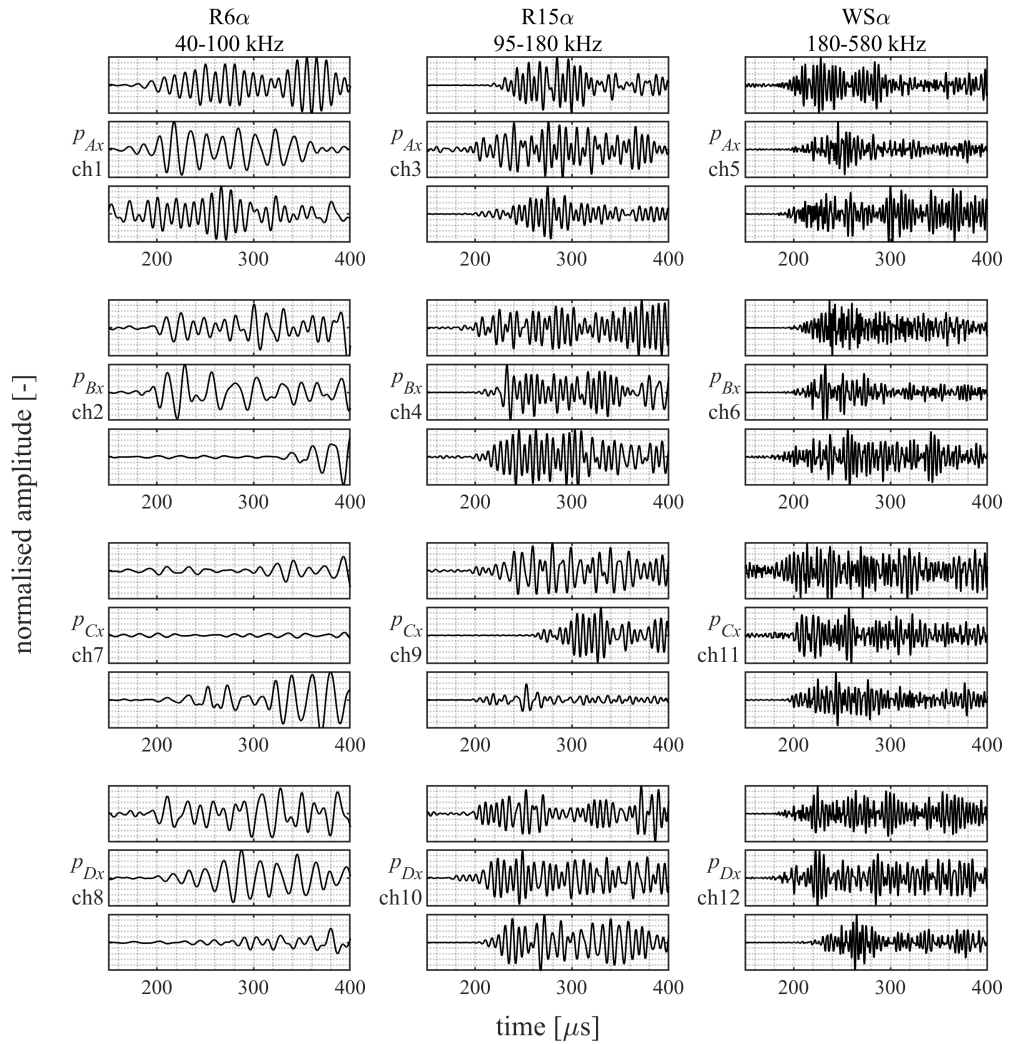 R6α R15α WSα
40-100 kHz 95-180 kHz 180-580 kHz
p_Ax p_Ax p_Ax
ch1 ch3 ch5
200 300 400 200 300 400 200 300 400
p_Bx p_Bx p_Bx
ch2 ch4 ch6
200 300 400 200 300 400 200 300 400
p_Cx p_Cx p_Cx
ch7 ch9 ch11
200 300 400 200 300 400 200 300 400
p_Dx p_Dx p_Dx
ch8 ch10 ch12
200 300 400 200 300 400 200 300 400
normalised amplitude [-]
time [μs]